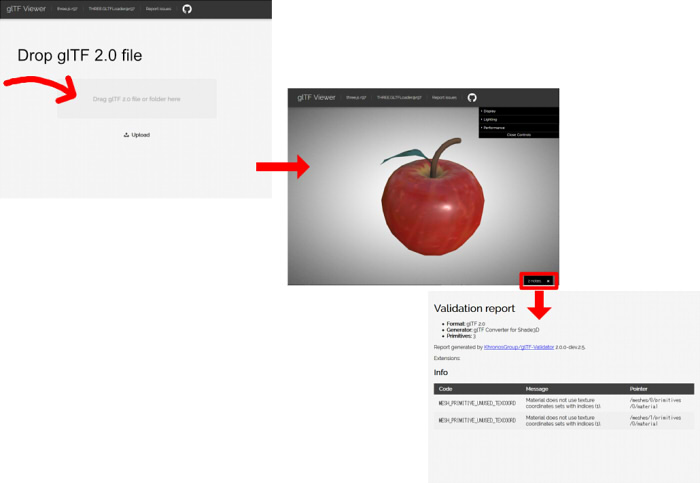 glTF Viewer
three.js r97
THREE.GLTFLoader@r97
Report Issues
Drop glTF 2.0 file
Drag glTF 2.0 file or folder here
Upload
glTF Viewer
three.js r97
THREE.GLTFLoader@r97
Report Issues
Display
Lighting
Performance
Close Controls
2 notes
Validation report
Format: glTF 2.0
Generator: glTF Converter for Shade3D
Primitives: 3
Report generated by KhronosGroup/glTF-Validator 2.0.0-dev.2.5.
Extensions:
Info
Code Message Pointer
MESH_PRIMITIVE_UNUSED_TEXCOORD
Material does not use texture
coordinates sets with indices (1).
/meshes/0/primitives
/0/material
MESH_PRIMITIVE_UNUSED_TEXCOORD
Material does not use texture
coordinates sets with indices (1).
/meshes/1/primitives
/0/material